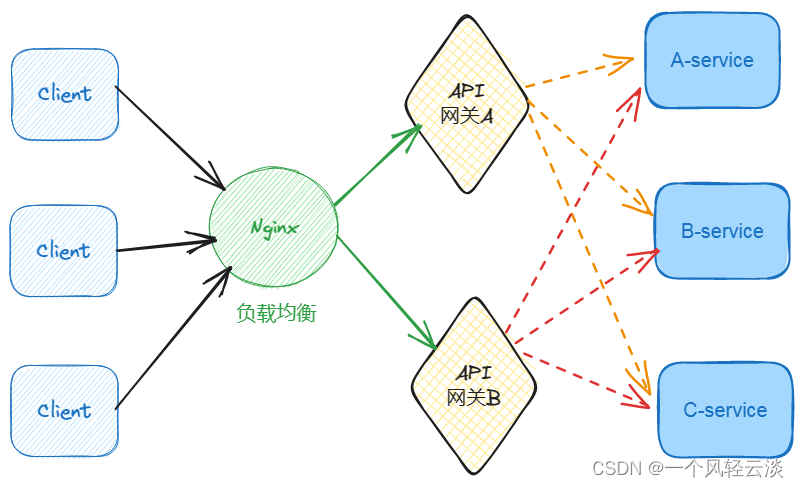 Client
Client
Client
Nginx
负载均衡
API
网关A
API
网关B
A-service
B-service
C-service
CSDN @一个风轻云淡